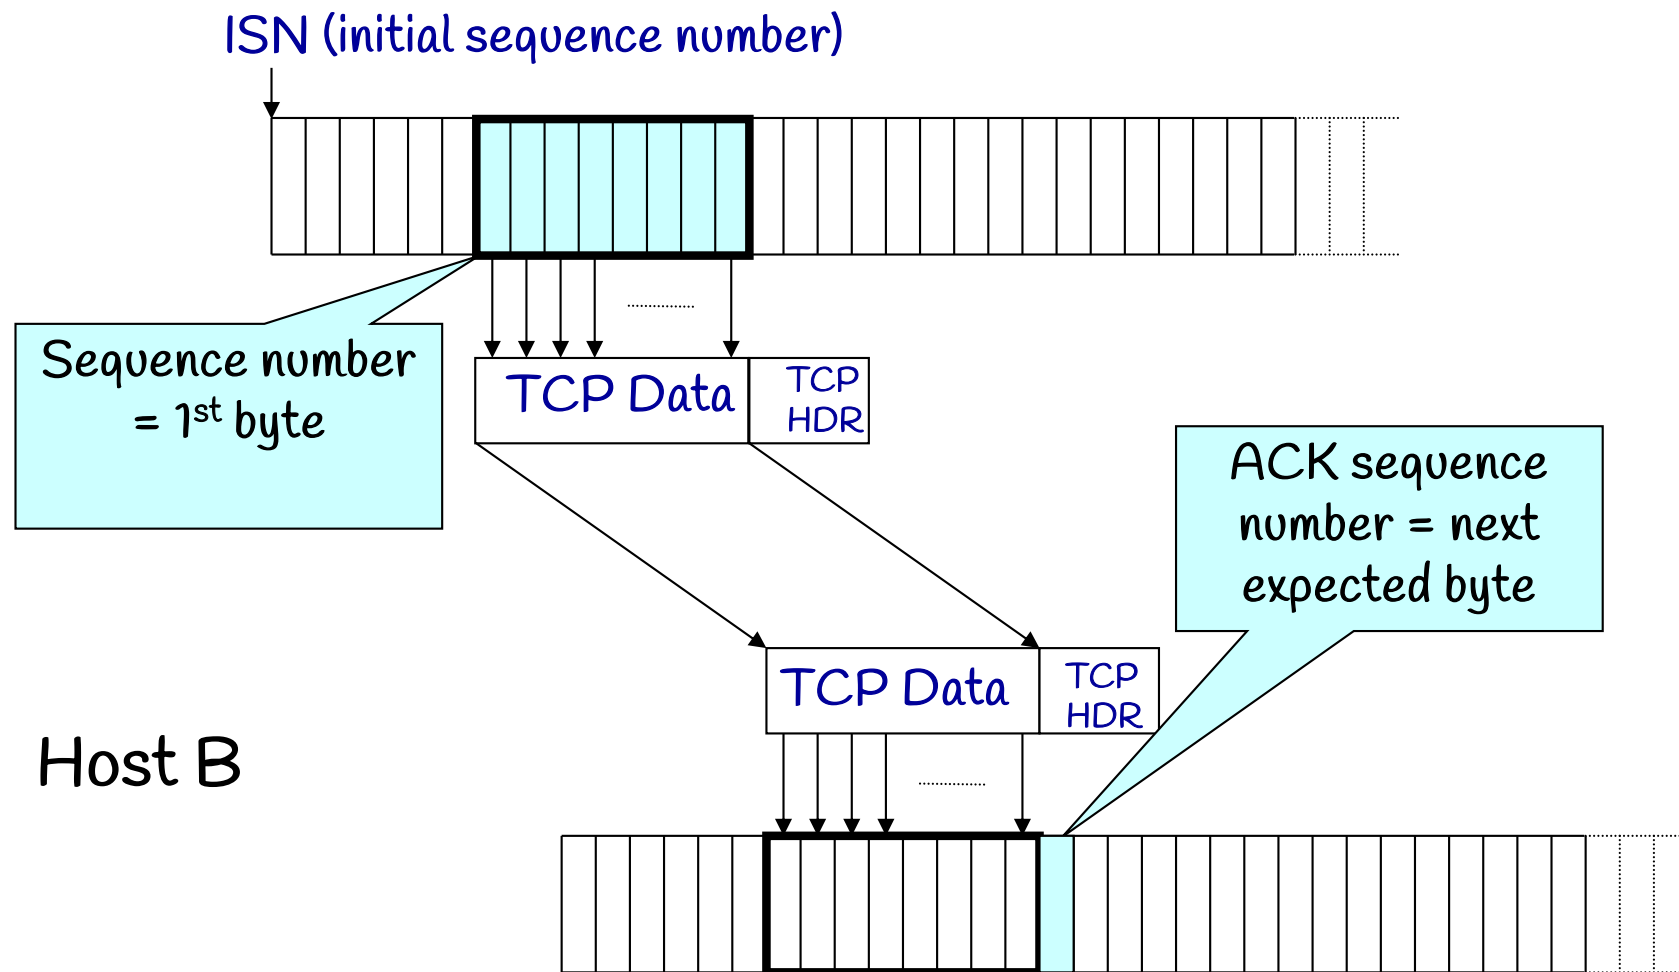 ISN (initial sequence number)
Sequence number
= 1st byte
TCP Data
TCP
HDR
ACK sequence
number = next
expected byte
TCP Data
TCP
HDR
Host B